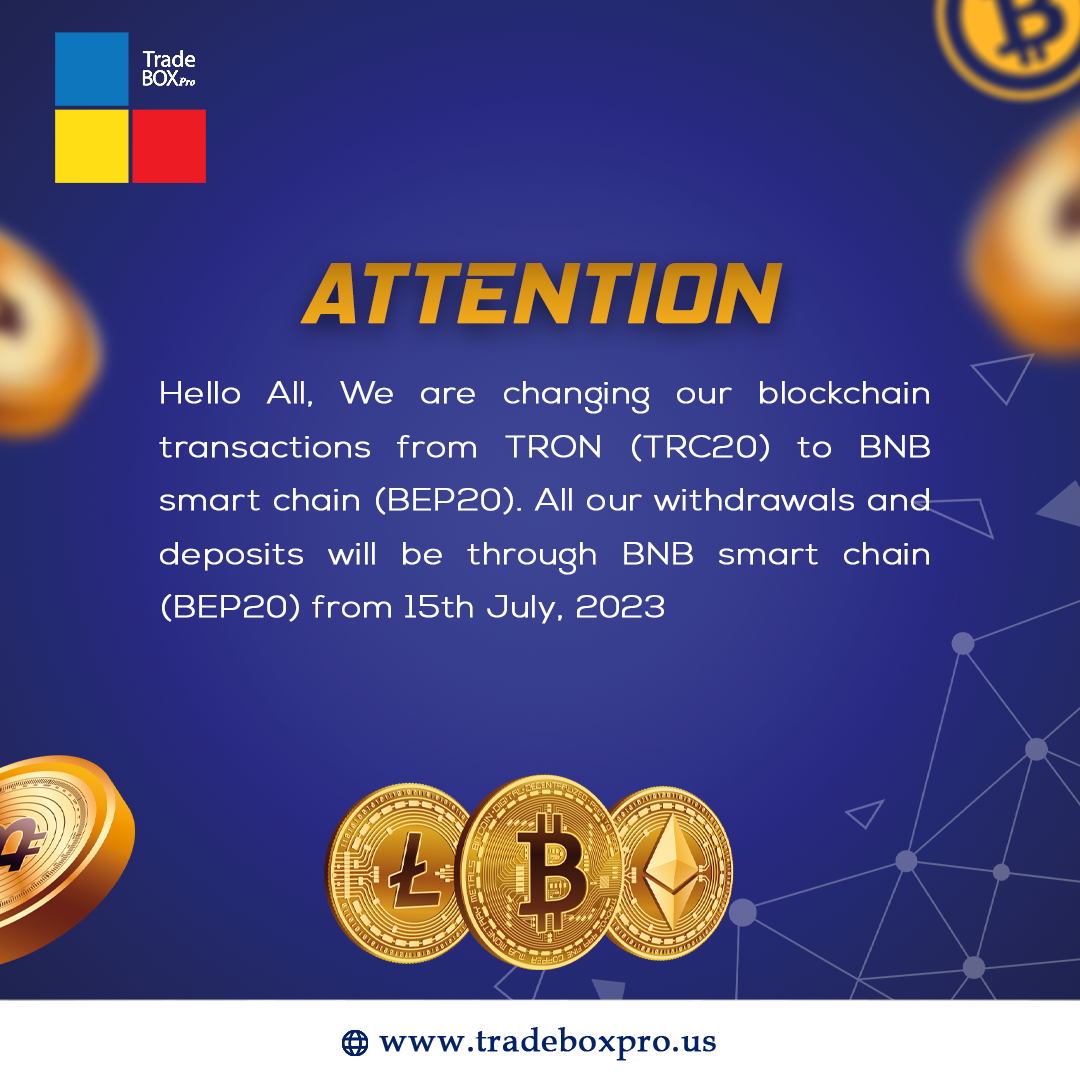 Trade
BOXPro
ATTENTION
Hello All, We are changing our blockchain
transactions from TRON (TRC20) to BNB
smart chain (BEP20). All our withdrawals and
deposits will be through BNB smart chain
(BEP20) from 15th July, 2023
www.tradeboxpro.us